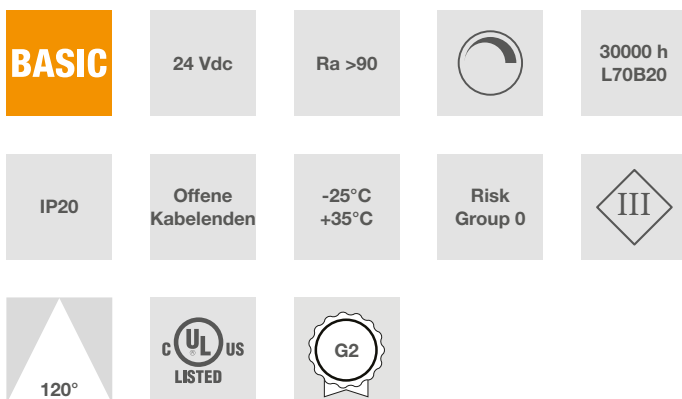 BASIC
24 Vdc
Ra >90
30000 h
L70B20
IP20
Offene
Kabelenden
-25°C
+35°C
Risk
Group 0
III
120°
C UL® US
LISTED
G2